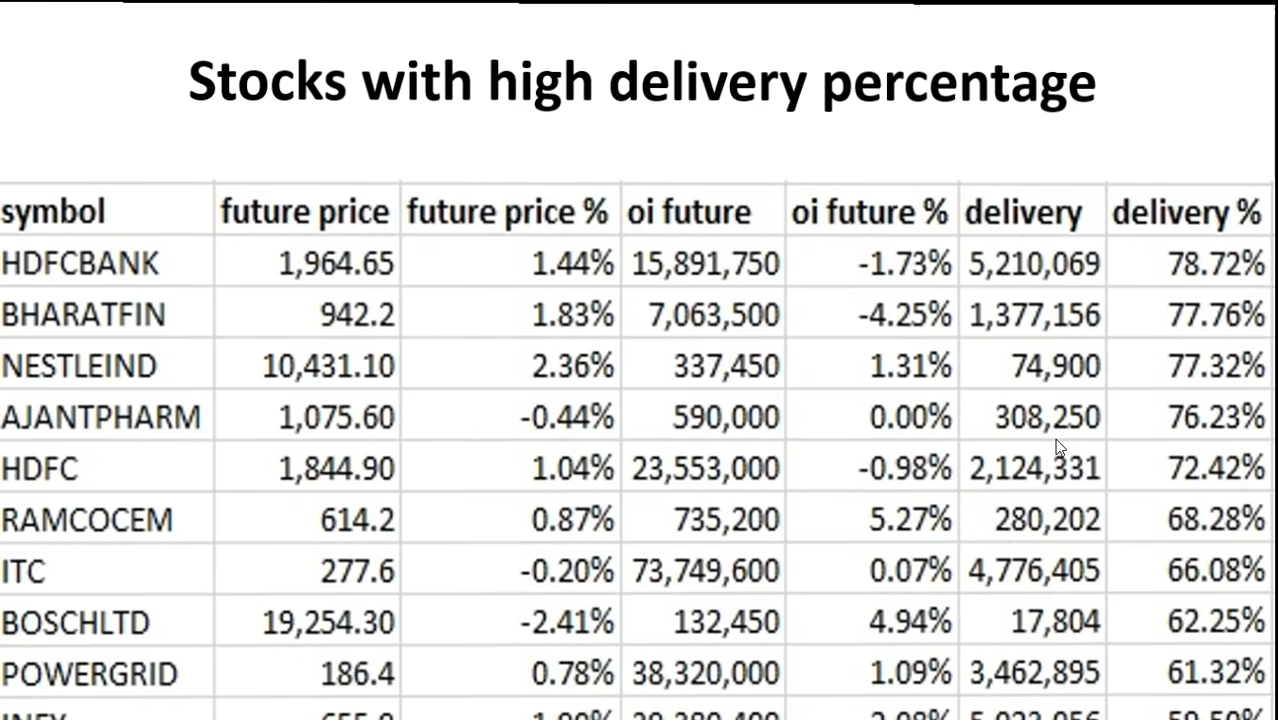 Stocks with high delivery percentage
symbol future price future price % oi future oi future % delivery delivery %
HDFCBANK 1,964.65 1.44% 15,891,750 -1.73% 5,210,069 78.72%
BHARATFIN 942.2 1.83% 7,063,500 -4.25% 1,377,156 77.76%
NESTLEIND 10,431.10 2.36% 337,450 1.31% 74,900 77.32%
AJANTPHARM 1,075.60 -0.44% 590,000 0.00% 308,250 76.23%
HDFC 1,844.90 1.04% 23,553,000 -0.98% 2,124,331 72.42%
RAMCOCEM 614.2 0.87% 735,200 5.27% 280,202 68.28%
ITC 277.6 -0.20% 73,749,600 0.07% 4,776,405 66.08%
BOSCHLTD 19,254.30 -2.41% 132,450 4.94% 17,804 62.25%
POWERGRID 186.4 0.78% 38,320,000 1.09% 3,462,895 61.32%